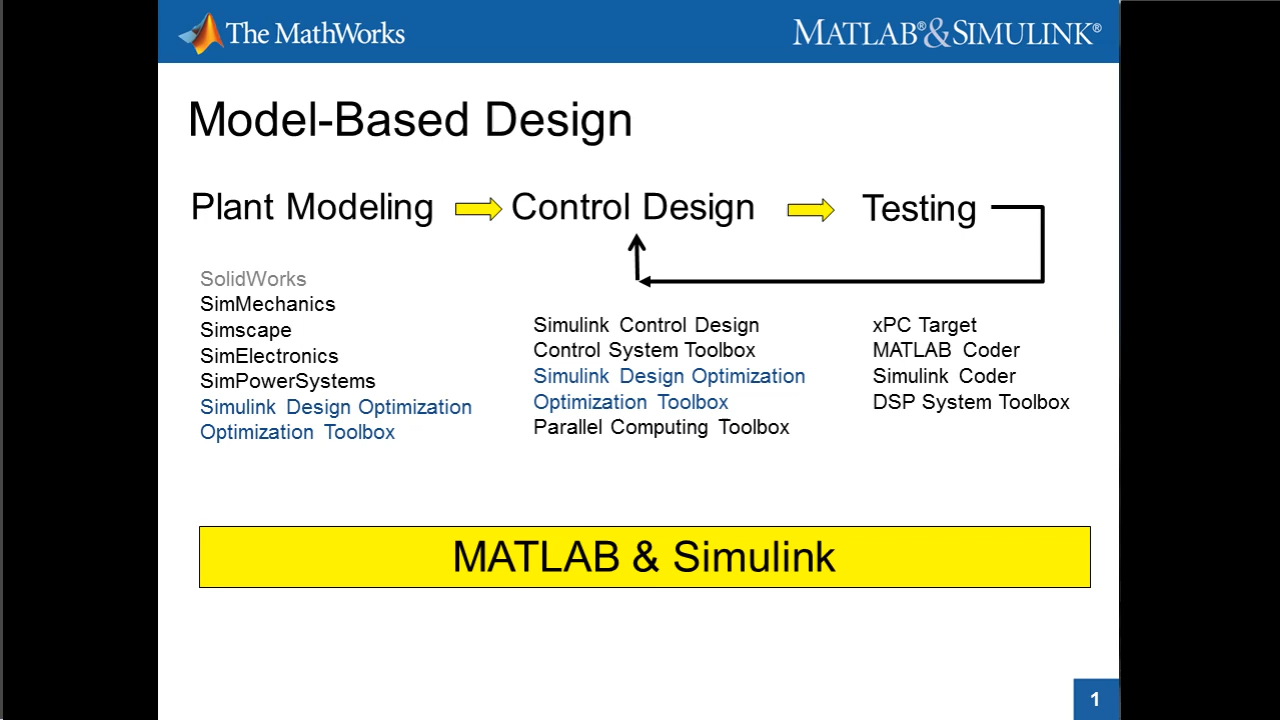 The MathWorks
MATLAB®&SIMULINK®
Model-Based Design
Plant Modeling
Control Design
Testing
SolidWorks
SimMechanics
Simscape
SimElectronics
SimPowerSystems
Simulink Design Optimization
Optimization Toolbox
Simulink Control Design
Control System Toolbox
Simulink Design Optimization
Optimization Toolbox
Parallel Computing Toolbox
xPC Target
MATLAB Coder
Simulink Coder
DSP System Toolbox
MATLAB & Simulink
1